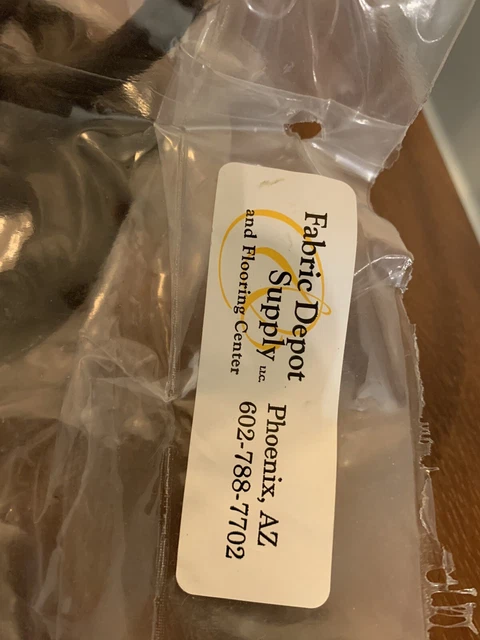 Fabric Depot
Supply LLC.
and Flooring Center
Phoenix, AZ
602-788-7702